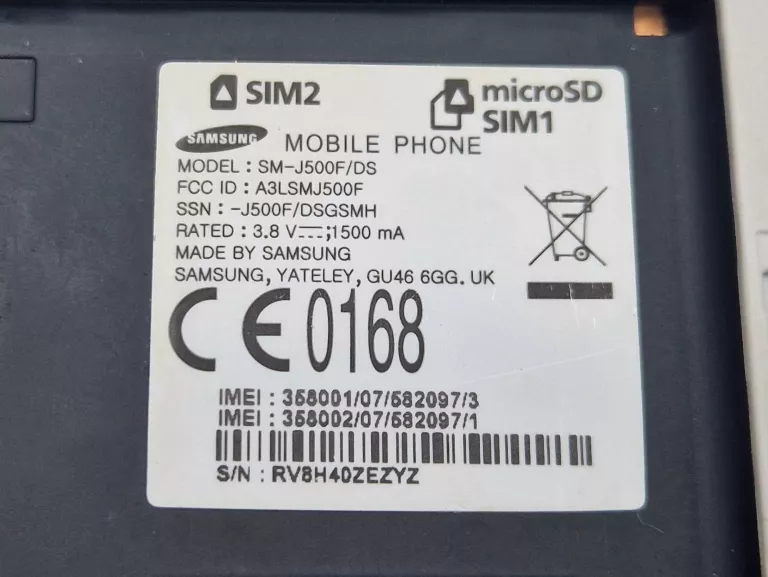 SIM2
microSD
SIM1
SAMSUNG MOBILE PHONE
MODEL : SM-J500F/DS
FCC ID : A3LSMJ500F
SSN : -J500F/DSGSMH
RATED : 3.8 V⎓;1500 mA
MADE BY SAMSUNG
SAMSUNG, YATELEY, GU46 6GG. UK
CE0168
IMEI : 358001/07/582097/3
IMEI : 358002/07/582097/1
S/N : RV8H40ZEZYZ